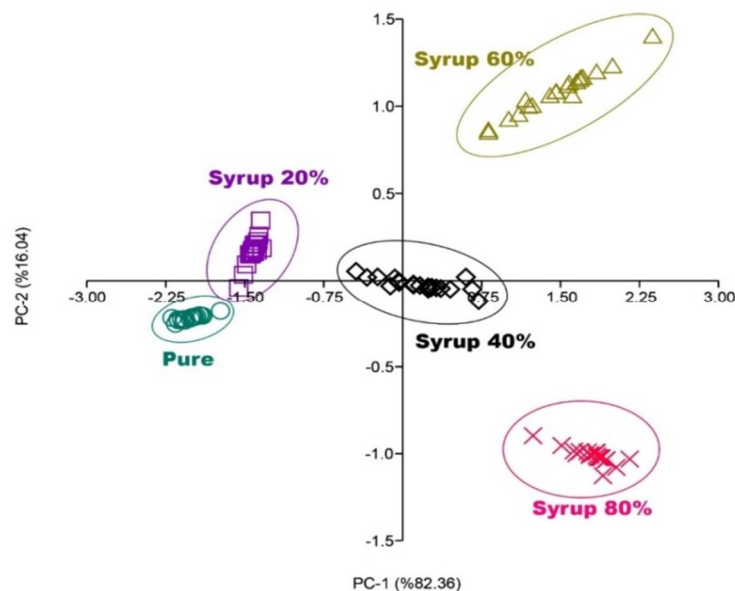 1.5
Syrup 60%
1.0
Syrup 20%
0.5
PC-2 (%16.04)
-3.00 -2.25 -1.50 -0.75 0.75 1.50 2.25 3.00
Syrup 40%
Pure
-0.5
-1.0
Syrup 80%
-1.5
PC-1 (%82.36)